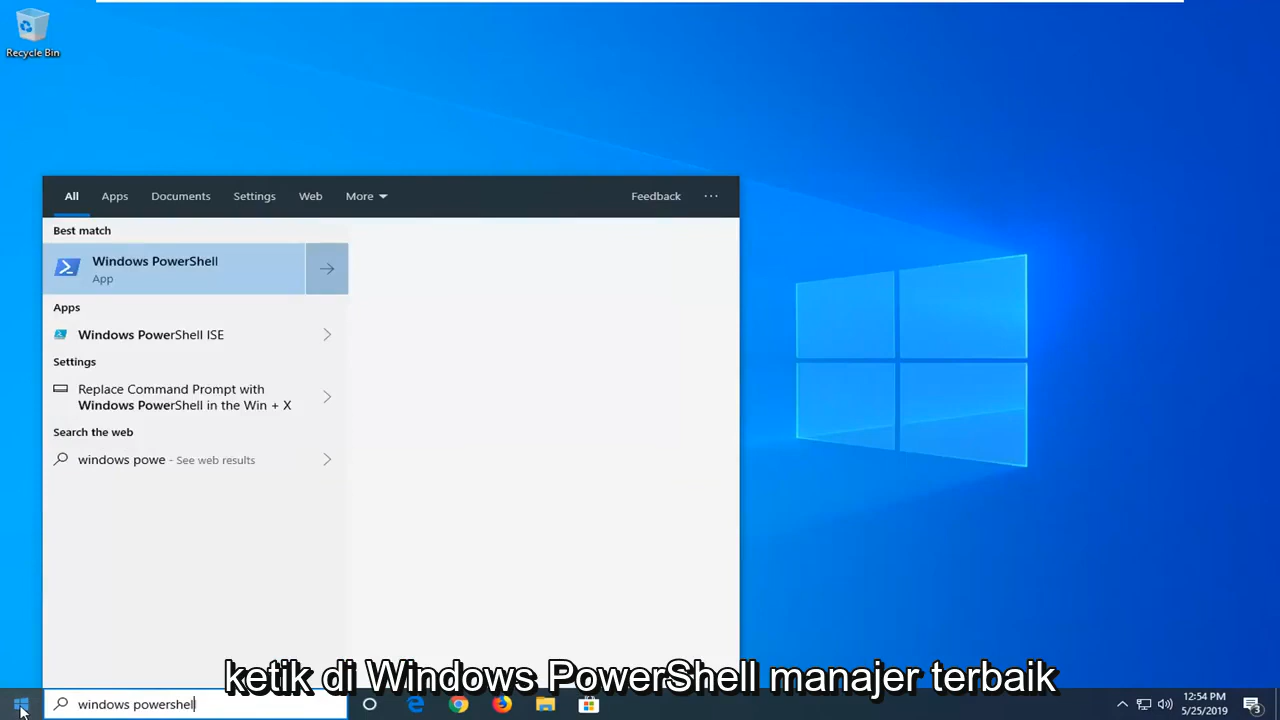 Recycle Bin
All Apps Documents Settings Web More Feedback ...
Best match
Windows PowerShell
App
Apps
Windows PowerShell ISE
Settings
Replace Command Prompt with
Windows PowerShell in the Win + X
Search the web
windows powe - See web results
ketik di Windows PowerShell manajer terbaik
windows powershel
12:54 PM
5/25/2019
3